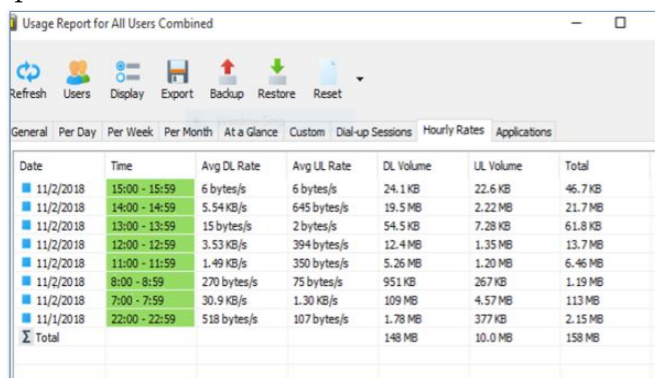 Usage Report for All Users Combined
Refresh Users Display Export Backup Restore Reset
General Per Day Per Week Per Month At a Glance Custom Dial-up Sessions Hourly Rates Applications
Date Time Avg DL Rate Avg UL Rate DL Volume UL Volume Total
11/2/2018 15:00 - 15:59 6 bytes/s 6 bytes/s 24.1 KB 22.6 KB 46.7 KB
11/2/2018 14:00 - 14:59 5.54 KB/s 645 bytes/s 19.5 MB 2.22 MB 21.7 MB
11/2/2018 13:00 - 13:59 15 bytes/s 2 bytes/s 54.5 KB 7.28 KB 61.8 KB
11/2/2018 12:00 - 12:59 3.53 KB/s 394 bytes/s 12.4 MB 1.35 MB 13.7 MB
11/2/2018 11:00 - 11:59 1.49 KB/s 350 bytes/s 5.26 MB 1.20 MB 6.46 MB
11/2/2018 8:00 - 8:59 270 bytes/s 75 bytes/s 951 KB 267 KB 1.19 MB
11/2/2018 7:00 - 7:59 30.9 KB/s 1.30 KB/s 109 MB 4.57 MB 113 MB
11/1/2018 22:00 - 22:59 518 bytes/s 107 bytes/s 1.78 MB 377 KB 2.15 MB
Σ Total 148 MB 10.0 MB 158 MB